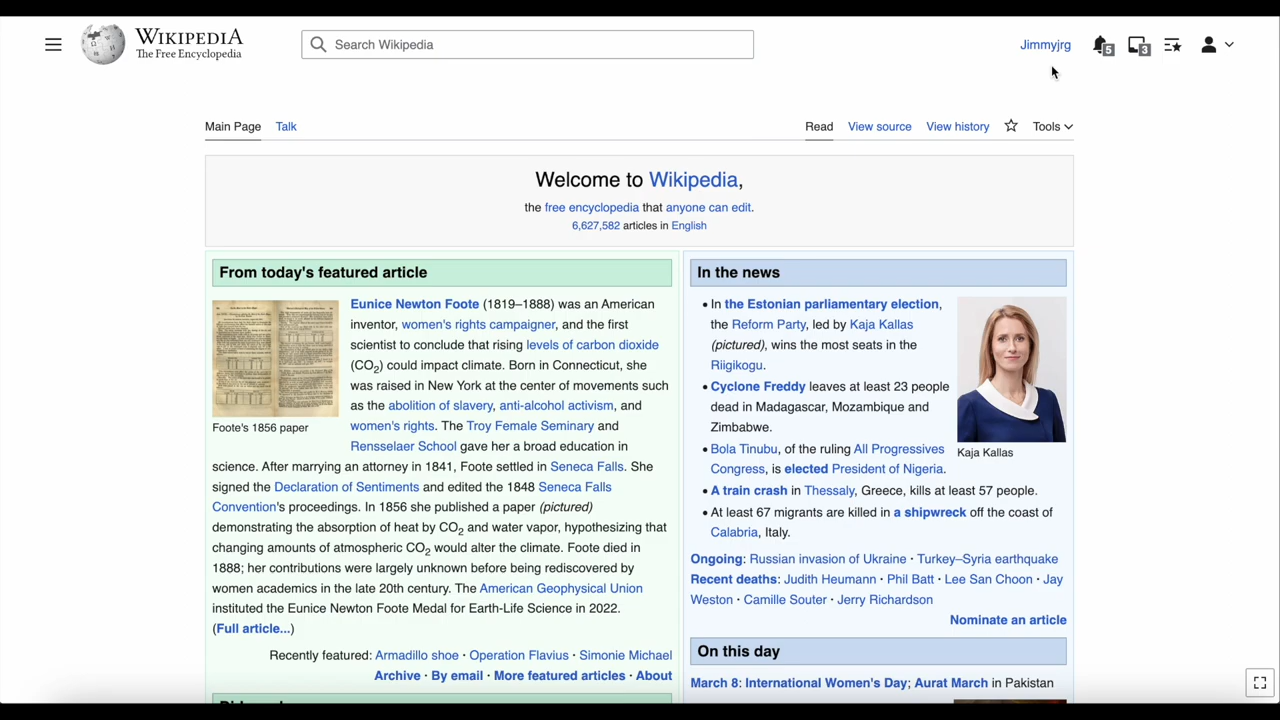 WIKIPEDIA
The Free Encyclopedia
Search Wikipedia
Jimmyjrg
5
3
Main Page
Talk
Read
View source
View history
Tools
Welcome to Wikipedia,
the free encyclopedia that anyone can edit.
6,627,582 articles in English
From today's featured article
Eunice Newton Foote (1819–1888) was an American
inventor, women's rights campaigner, and the first
scientist to conclude that rising levels of carbon dioxide
(CO2) could impact climate. Born in Connecticut, she
was raised in New York at the center of movements such
as the abolition of slavery, anti-alcohol activism, and
women's rights. The Troy Female Seminary and
Rensselaer School gave her a broad education in
science. After marrying an attorney in 1841, Foote settled in Seneca Falls. She
signed the Declaration of Sentiments and edited the 1848 Seneca Falls
Convention's proceedings. In 1856 she published a paper (pictured)
demonstrating the absorption of heat by CO2 and water vapor, hypothesizing that
changing amounts of atmospheric CO2 would alter the climate. Foote died in
1888; her contributions were largely unknown before being rediscovered by
women academics in the late 20th century. The American Geophysical Union
instituted the Eunice Newton Foote Medal for Earth-Life Science in 2022.
(Full article...)
Foote's 1856 paper
Recently featured: Armadillo shoe · Operation Flavius · Simonie Michael
Archive · By email · More featured articles · About
In the news
• In the Estonian parliamentary election,
the Reform Party, led by Kaja Kallas
(pictured), wins the most seats in the
Riigikogu.
• Cyclone Freddy leaves at least 23 people
dead in Madagascar, Mozambique and
Zimbabwe.
• Bola Tinubu, of the ruling All Progressives
Congress, is elected President of Nigeria.
• A train crash in Thessaly, Greece, kills at least 57 people.
• At least 67 migrants are killed in a shipwreck off the coast of
Calabria, Italy.
Kaja Kallas
Ongoing: Russian invasion of Ukraine · Turkey–Syria earthquake
Recent deaths: Judith Heumann · Phil Batt · Lee San Choon · Jay
Weston · Camille Souter · Jerry Richardson
Nominate an article
On this day
March 8: International Women's Day; Aurat March in Pakistan